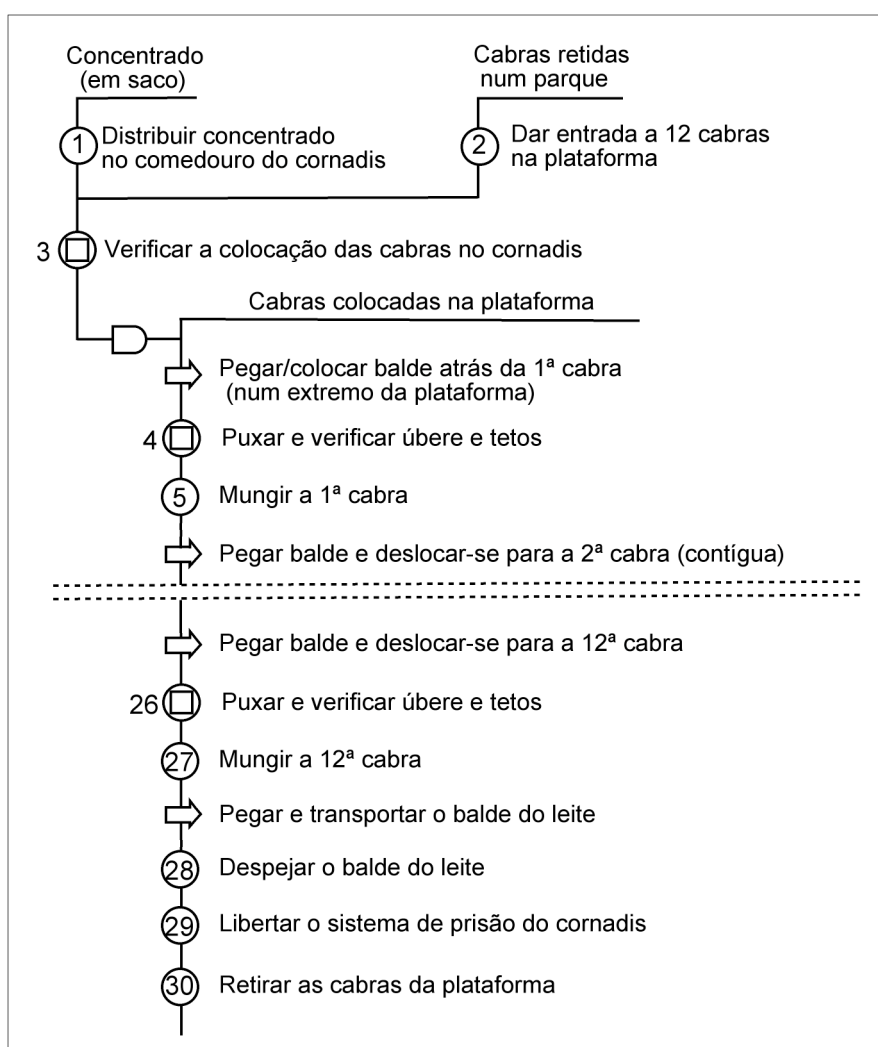 Concentrado
(em saco)
Cabras retidas
num parque
1
Distribuir concentrado
no comedouro do cornadis
2
Dar entrada a 12 cabras
na plataforma
3
Verificar a colocação das cabras no cornadis
Cabras colocadas na plataforma
Pegar/colocar balde atrás da 1ª cabra
(num extremo da plataforma)
4
Puxar e verificar úbere e tetos
5
Mungir a 1ª cabra
Pegar balde e deslocar-se para a 2ª cabra (contígua)
Pegar balde e deslocar-se para a 12ª cabra
26
Puxar e verificar úbere e tetos
27
Mungir a 12ª cabra
Pegar e transportar o balde do leite
28
Despejar o balde do leite
29
Libertar o sistema de prisão do cornadis
30
Retirar as cabras da plataforma